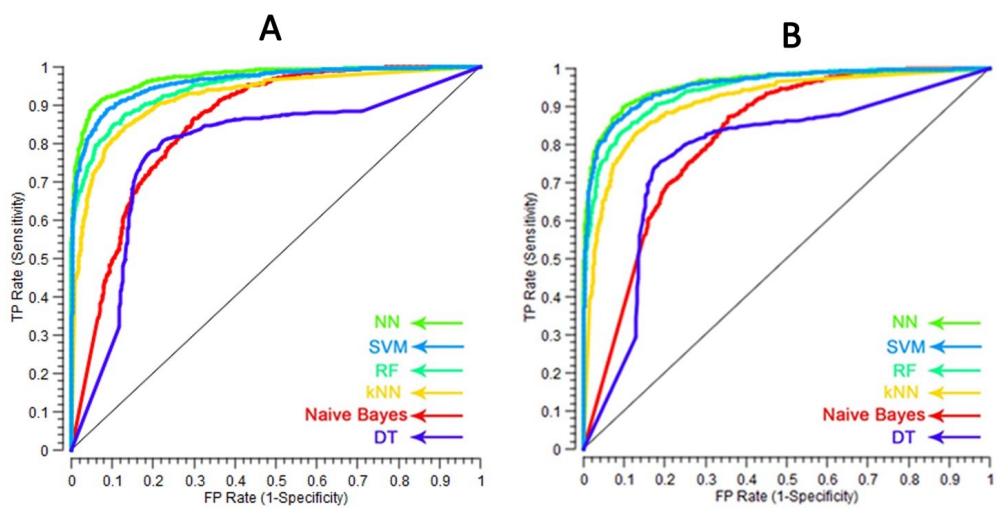 A
1
0.9
0.8
0.7
0.6
0.5
0.4
0.3
0.2
0.1
0
TP Rate (Sensitivity)
NN
SVM
RF
kNN
Naive Bayes
DT
0 0.1 0.2 0.3 0.4 0.5 0.6 0.7 0.8 0.9 1
FP Rate (1-Specificity)
B
1
0.9
0.8
0.7
0.6
0.5
0.4
0.3
0.2
0.1
0
TP Rate (Sensitivity)
NN
SVM
RF
kNN
Naive Bayes
DT
0 0.1 0.2 0.3 0.4 0.5 0.6 0.7 0.8 0.9 1
FP Rate (1-Specificity)